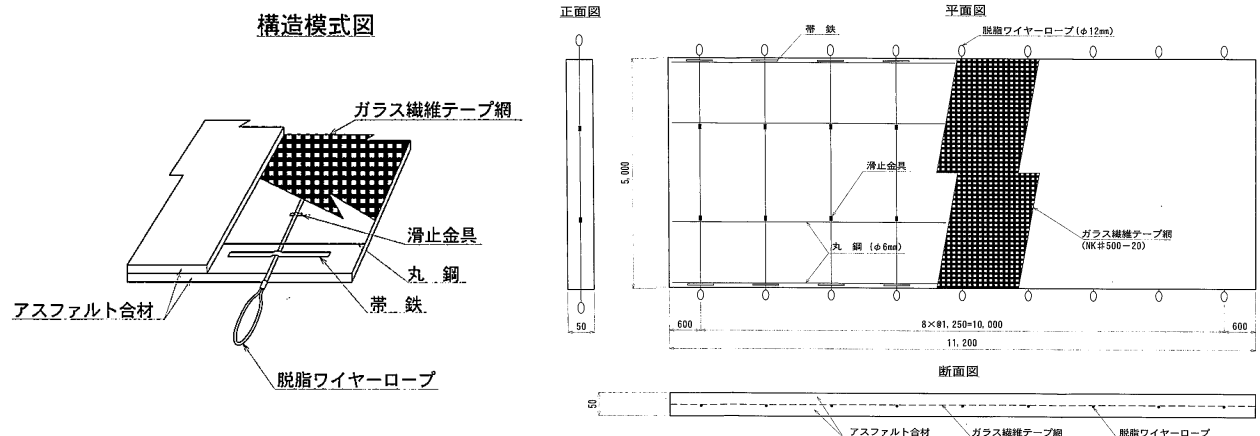 構造模式図
ガラス繊維テープ網
滑止金具
丸 鋼
帯 鉄
アスファルト合材
脱脂ワイヤーロープ
正面図
50
平面図
帯 鉄
脱脂ワイヤーロープ(φ12㎜)
5,000
滑止金具
丸 鋼 (φ6㎜)
ガラス繊維テープ網
(NK#500-20)
600
8×@1,250=10,000
600
11,200
断面図
50
アスファルト合材
ガラス繊維テープ網
脱脂ワイヤーロープ